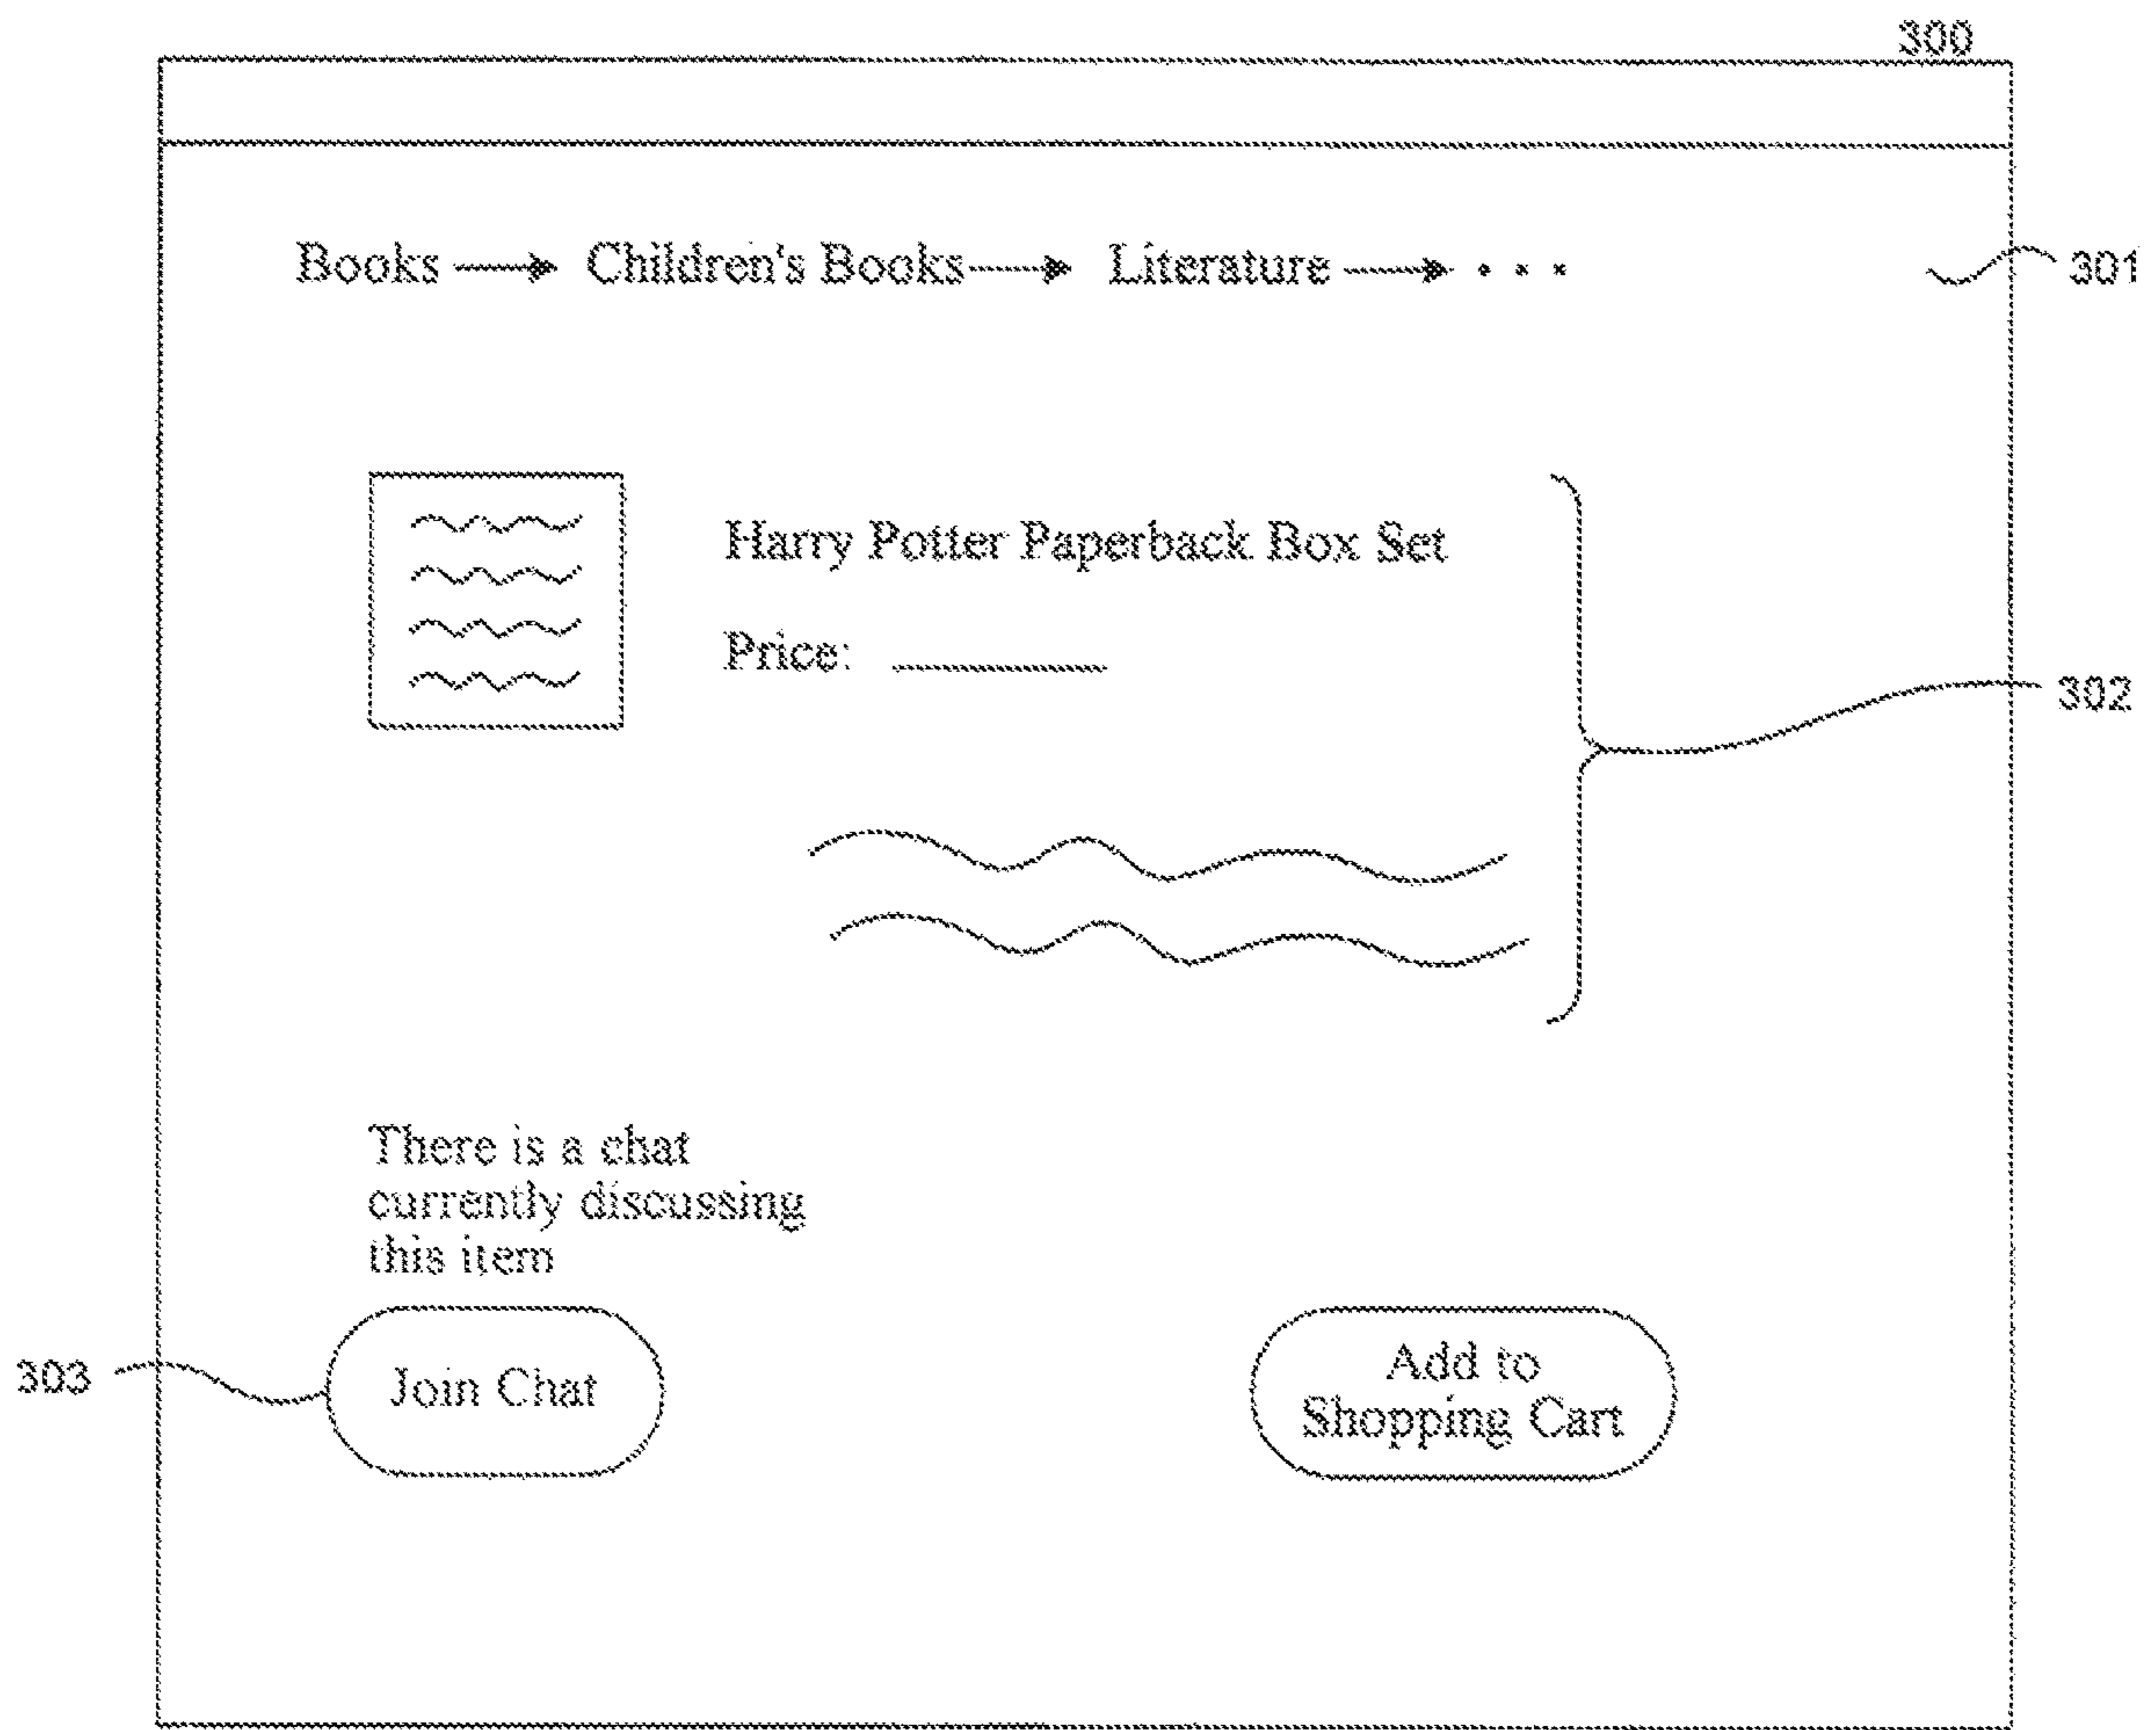 300
Books → Children's Books → Literature → • • •
301
Harry Potter Paperback Box Set
Price:
302
There is a chat
currently discussing
this item
303
Join Chat
Add to
Shopping Cart